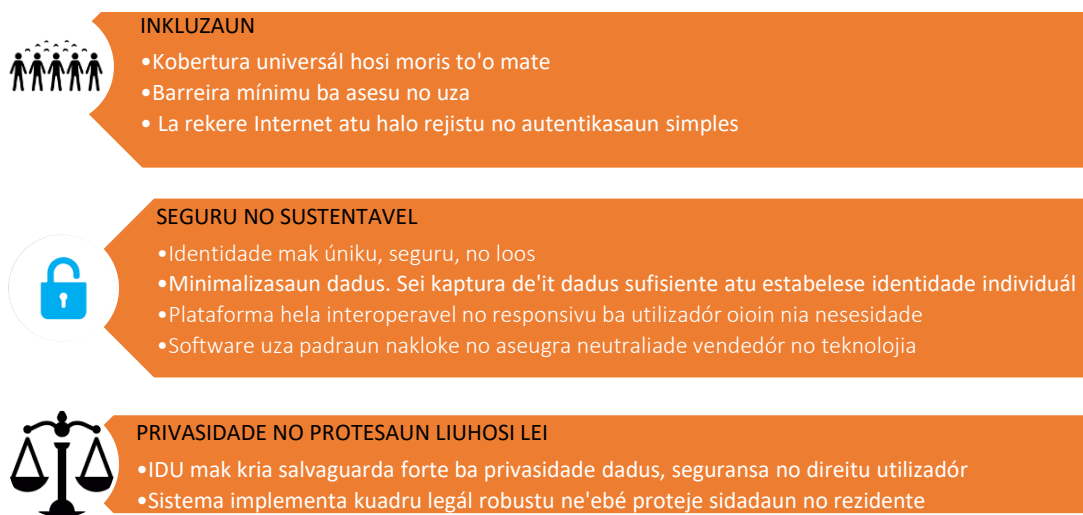 INKLUZAUN
•Kobertura universál hosi moris to'o mate
•Barreira mínimu ba asesu no uza
• La rekere Internet atu halo rejistu no autentikasaun simples
SEGURU NO SUSTENTAVEL
•Identidade mak úniku, seguru, no loos
•Minimalizasaun dadus. Sei kaptura de'it dadus sufisiente atu estabelese identidade individuál
•Plataforma hela interoperavel no responsivu ba utilizadór oioin nia nesesidade
•Software uza padraun nakloke no aseugra neutraliade vendedór no teknolojia
PRIVASIDADE NO PROTESAUN LIUHOSI LEI
•IDU mak kria salvaguarda forte ba privasidade dadus, seguransa no direitu utilizadór
•Sistema implementa kuadru legál robustu ne'ebé proteje sidadaun no rezidente